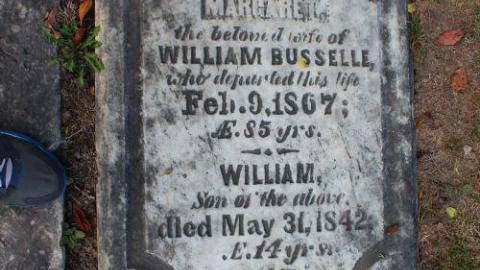 MARGARET,
the beloved wife of
WILLIAM BUSSELLE,
who departed this life
Feb. 9, 1867;
Æ. 85 yrs.
WILLIAM,
Son of the above,
died May 31, 1842,
Æ. 14 yrs.